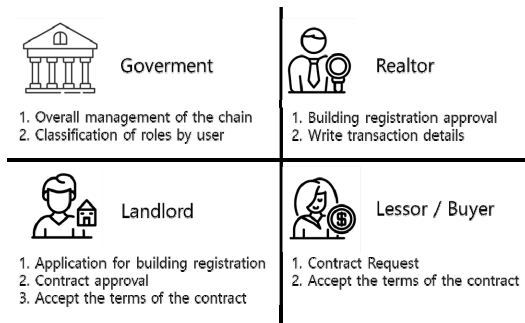 Goverment
1. Overall management of the chain
2. Classification of roles by user
Realtor
1. Building registration approval
2. Write transaction details
Landlord
1. Application for building registration
2. Contract approval
3. Accept the terms of the contract
Lessor / Buyer
$
1. Contract Request
2. Accept the terms of the contract